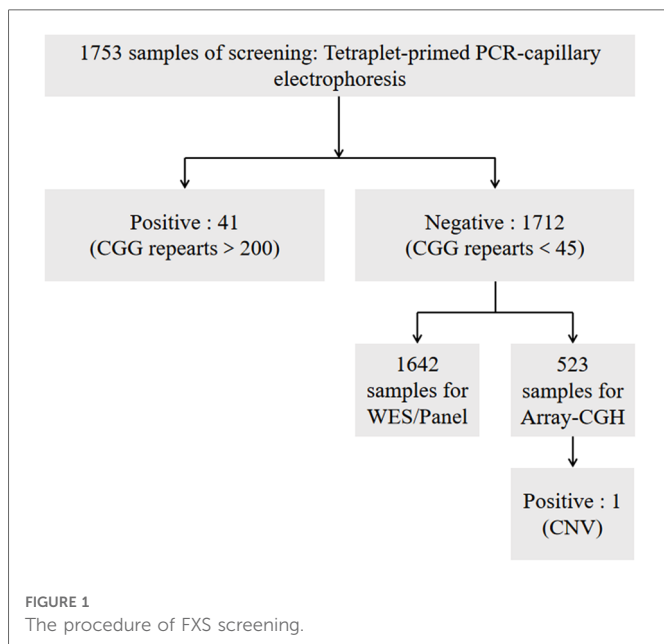 1753 samples of screening: Tetraplet-primed PCR-capillary
electrophoresis
Positive : 41
(CGG repearts > 200)
Negative : 1712
(CGG repearts < 45)
1642
samples for
WES/Panel
523
samples for
Array-CGH
Positive : 1
(CNV)
FIGURE 1
The procedure of FXS screening.